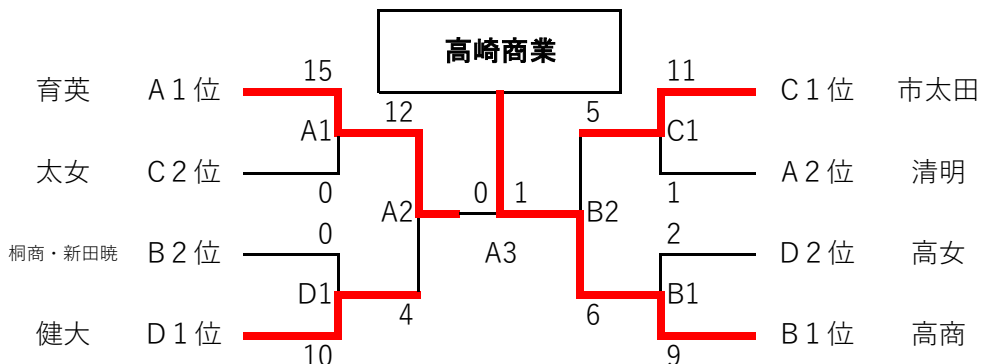 高崎商業
育英 A1位 15 11 C1位 市太田
12 5
A1 C1
太女 C2位 0 1 A2位 清明
A2 0 1 B2
桐商・新田暁 B2位 0 A3 2 D2位 高女
D1 B1
4 6
健大 D1位 10 9 B1位 高商